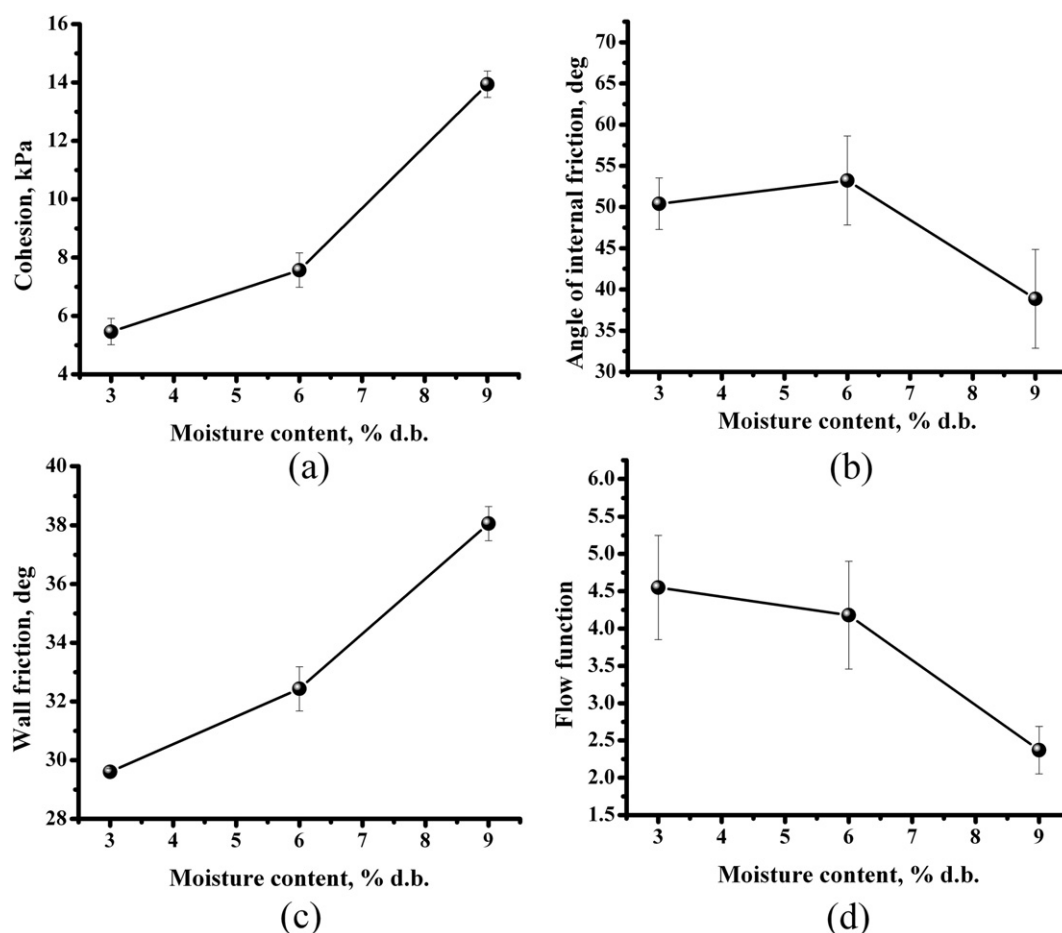 16
14
12
10
8
6
4
Cohesion, kPa
3 4 5 6 7 8 9
Moisture content, % d.b.
(a)
70
65
60
55
50
45
40
35
30
Angle of internal friction, deg
3 4 5 6 7 8 9
Moisture content, % d.b.
(b)
40
38
36
34
32
30
28
Wall friction, deg
3 4 5 6 7 8 9
Moisture content, % d.b.
(c)
6.0
5.5
5.0
4.5
4.0
3.5
3.0
2.5
2.0
1.5
Flow function
3 4 5 6 7 8 9
Moisture content, % d.b.
(d)